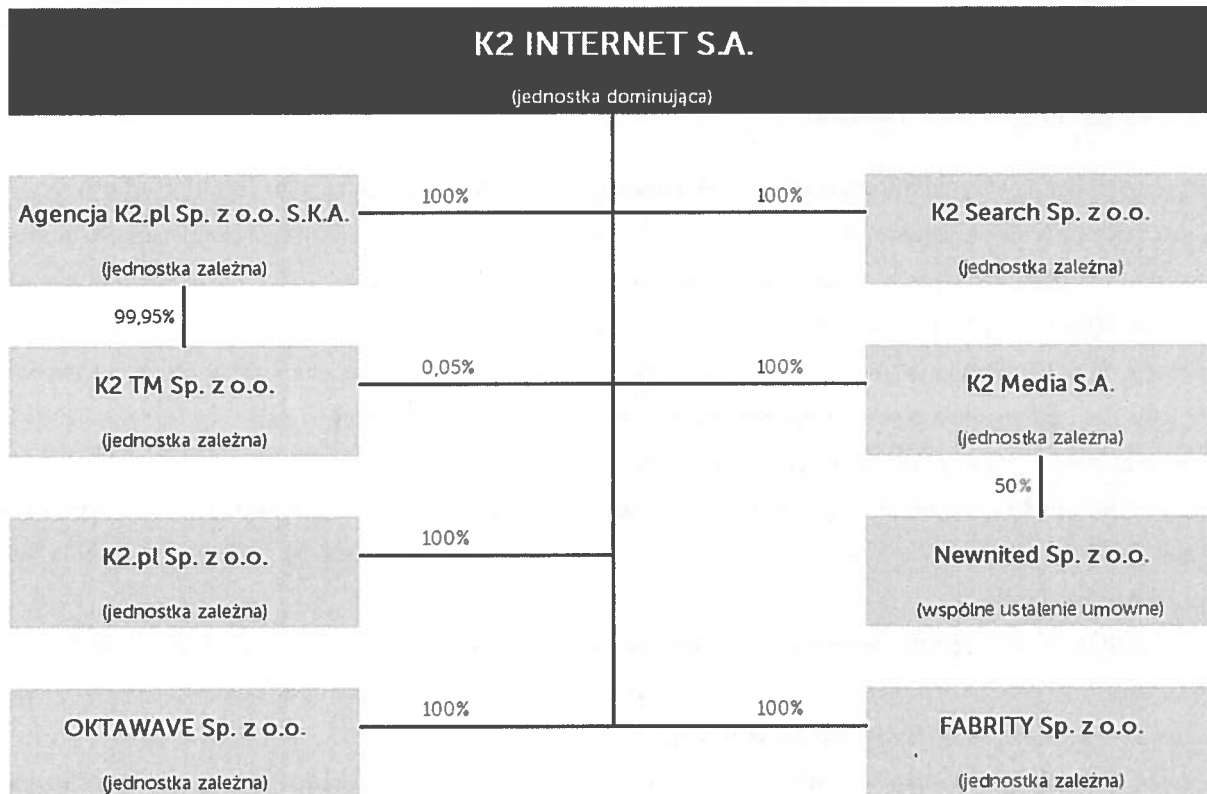 K2 INTERNET S.A.
(jednostka dominująca)
Agencja K2.pl Sp. z o.o. S.K.A.
(jednostka zależna)
100%
100%
K2 Search Sp. z o.o.
(jednostka zależna)
99,95%
K2 TM Sp. z o.o.
(jednostka zależna)
0,05%
100%
K2 Media S.A.
(jednostka zależna)
50%
K2.pl Sp. z o.o.
(jednostka zależna)
100%
Newnited Sp. z o.o.
(wspólne ustalenie umowne)
OKTAWAVE Sp. z o.o.
(jednostka zależna)
100%
100%
FABRITY Sp. z o.o.
(jednostka zależna)